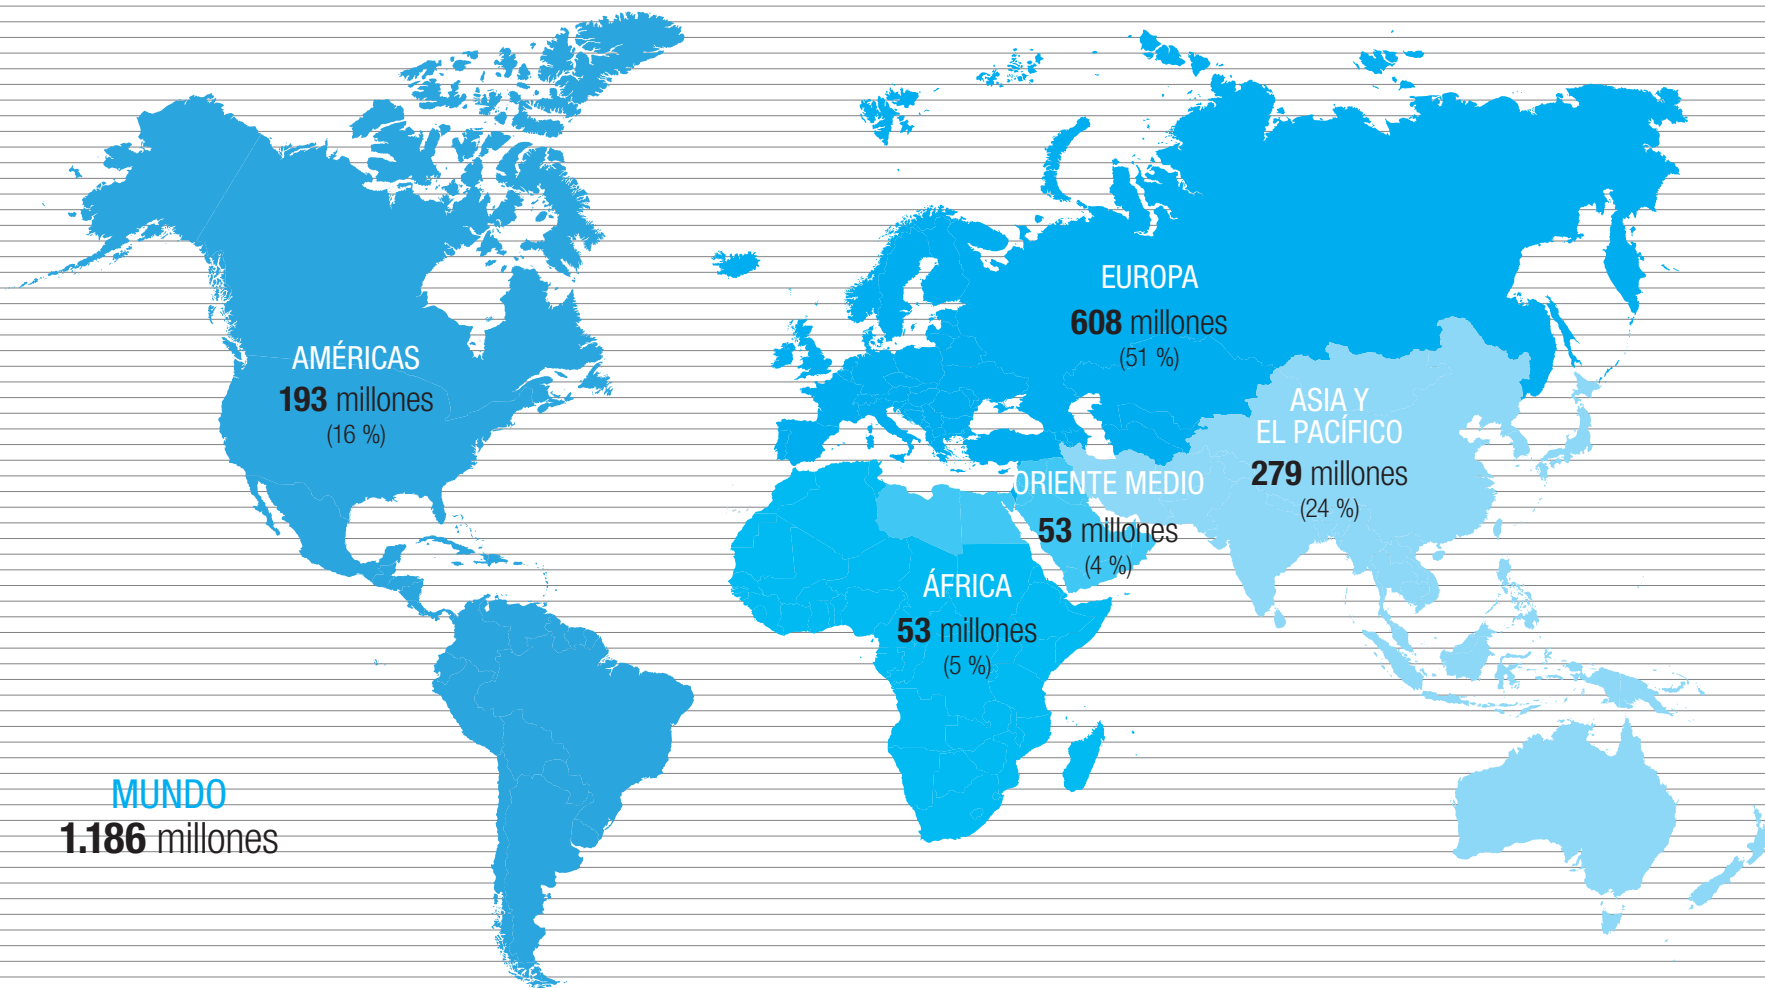 EUROPA
608 millones
(51 %)
AMÉRICAS
193 millones
(16 %)
ASIA Y
EL PACÍFICO
279 millones
(24 %)
ORIENTE MEDIO
53 millones
(4 %)
ÁFRICA
53 millones
(5 %)
MUNDO
1.186 millones